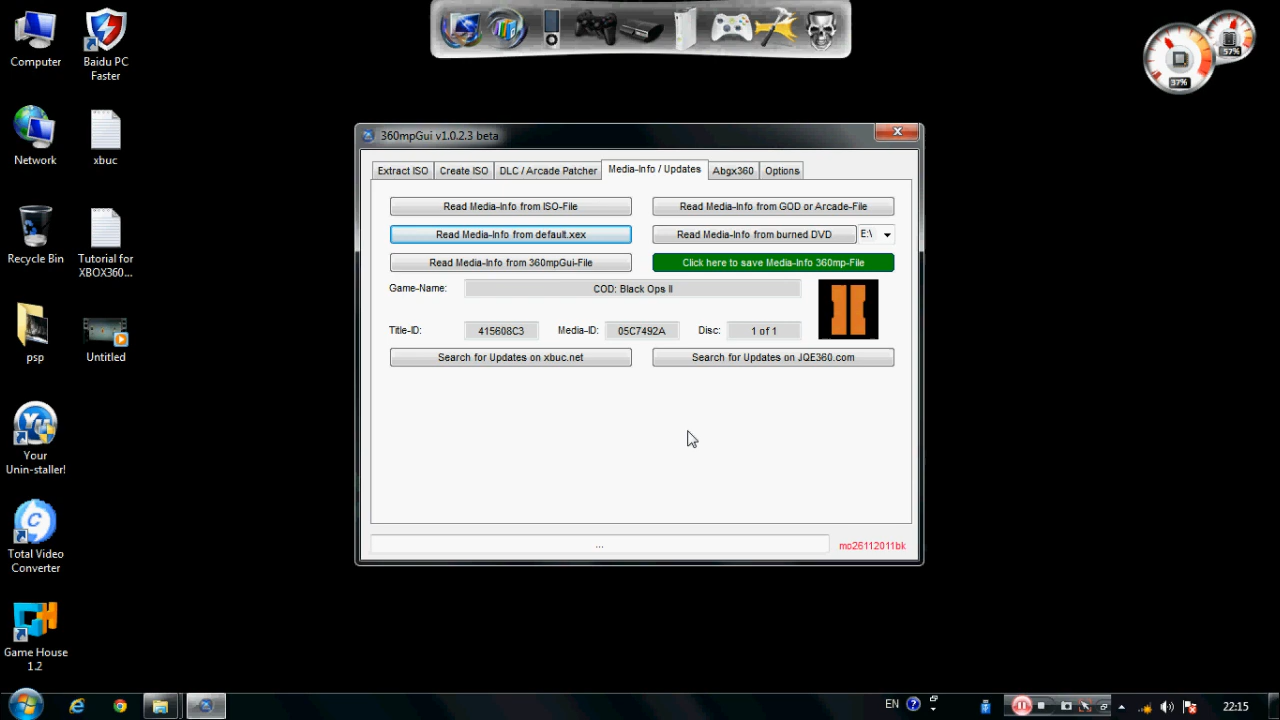 Computer
Baidu PC
Faster
Network
xbuc
Recycle Bin
Tutorial for
XBOX360...
psp
Untitled
Your
Unin-staller!
Total Video
Converter
Game House
1.2
57%
37%
360mpGui v1.0.2.3 beta
Extract ISO
Create ISO
DLC / Arcade Patcher
Media-Info / Updates
Abgx360
Options
Read Media-Info from ISO-File
Read Media-Info from GOD or Arcade-File
Read Media-Info from default.xex
Read Media-Info from burned DVD
E:\
Read Media-Info from 360mpGui-File
Click here to save Media-Info 360mp-File
Game-Name:
COD: Black Ops II
Title-ID:
415608C3
Media-ID:
05C7492A
Disc:
1 of 1
Search for Updates on xbuc.net
Search for Updates on JQE360.com
...
mo26112011bk
EN
22:15